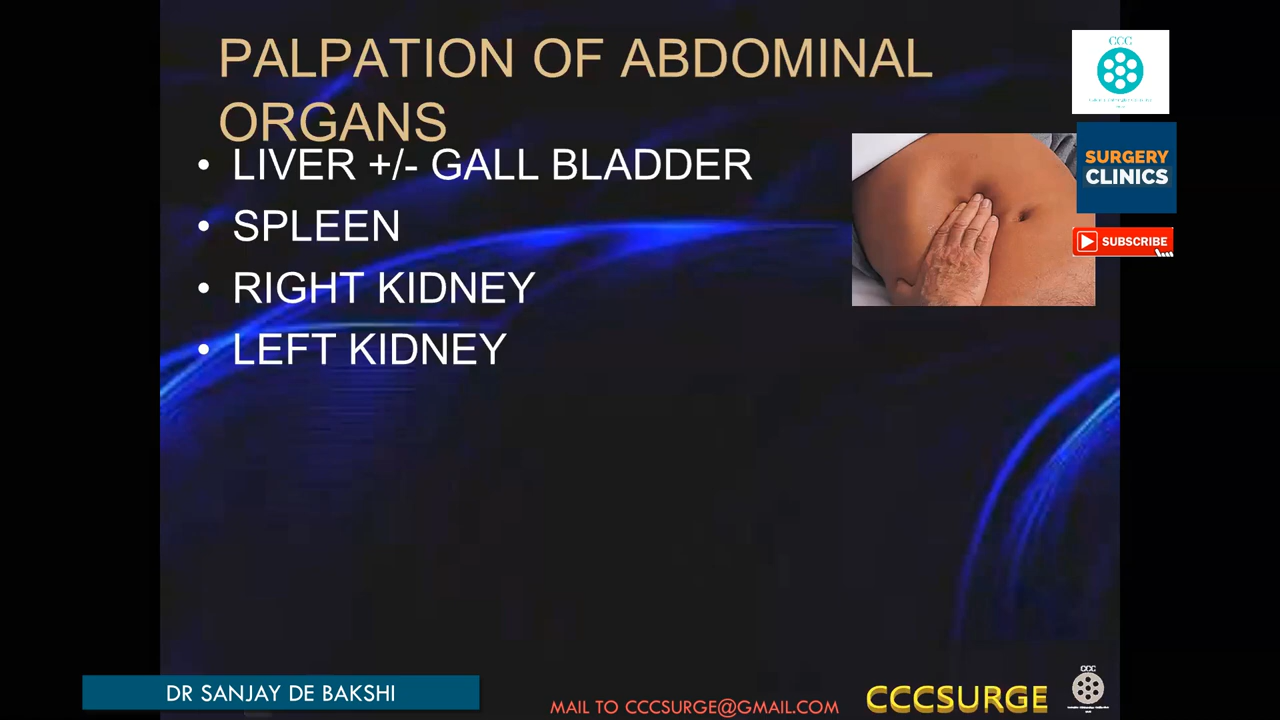 PALPATION OF ABDOMINAL
ORGANS
• LIVER +/- GALL BLADDER
• SPLEEN
• RIGHT KIDNEY
• LEFT KIDNEY
CCC
SURGERY
CLINICS
SUBSCRIBE
DR SANJAY DE BAKSHI
MAIL TO CCCSURGE@GMAIL.COM
CCCSURGE
CCC